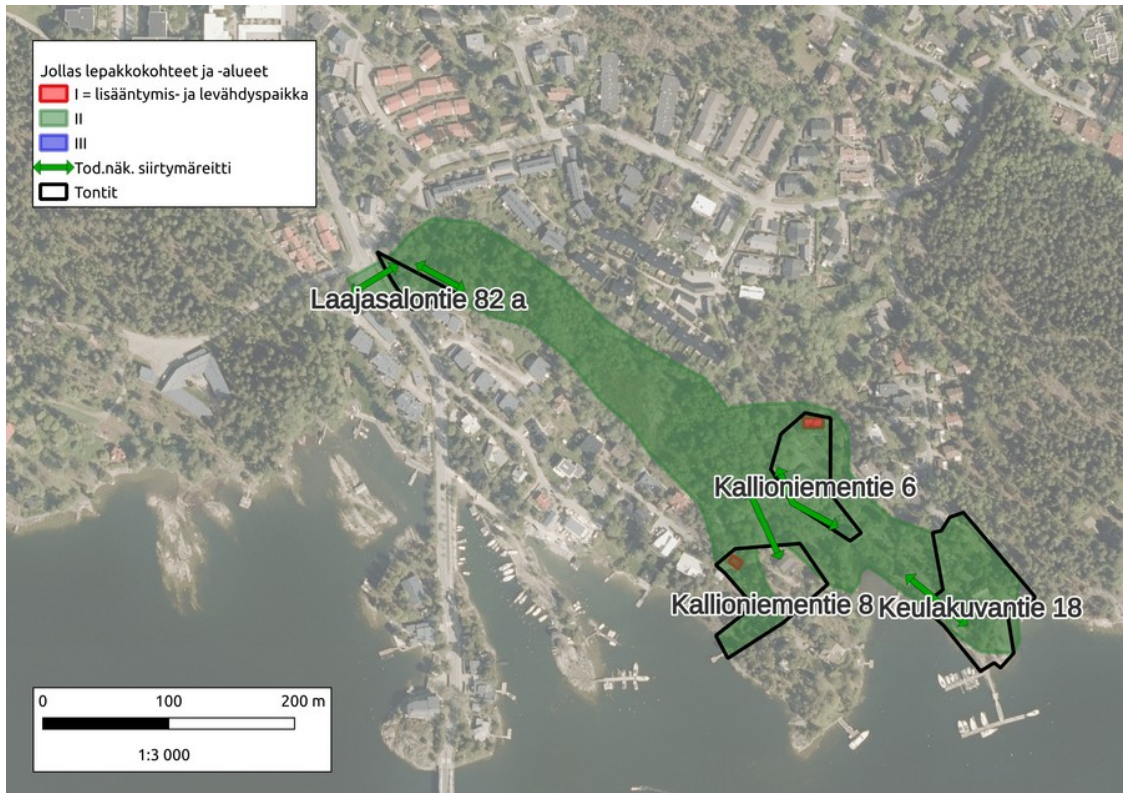 Jollas lepakkokohteet ja -alueet
I = lisääntymis- ja levähdyspaikka
II
III
Tod.näk. siirtymäreitti
Tontit
Laajasalontie 82 a
Kallioniementie 6
Kallioniementie 8
Keulakuvantie 18
0 100 200 m
1:3 000